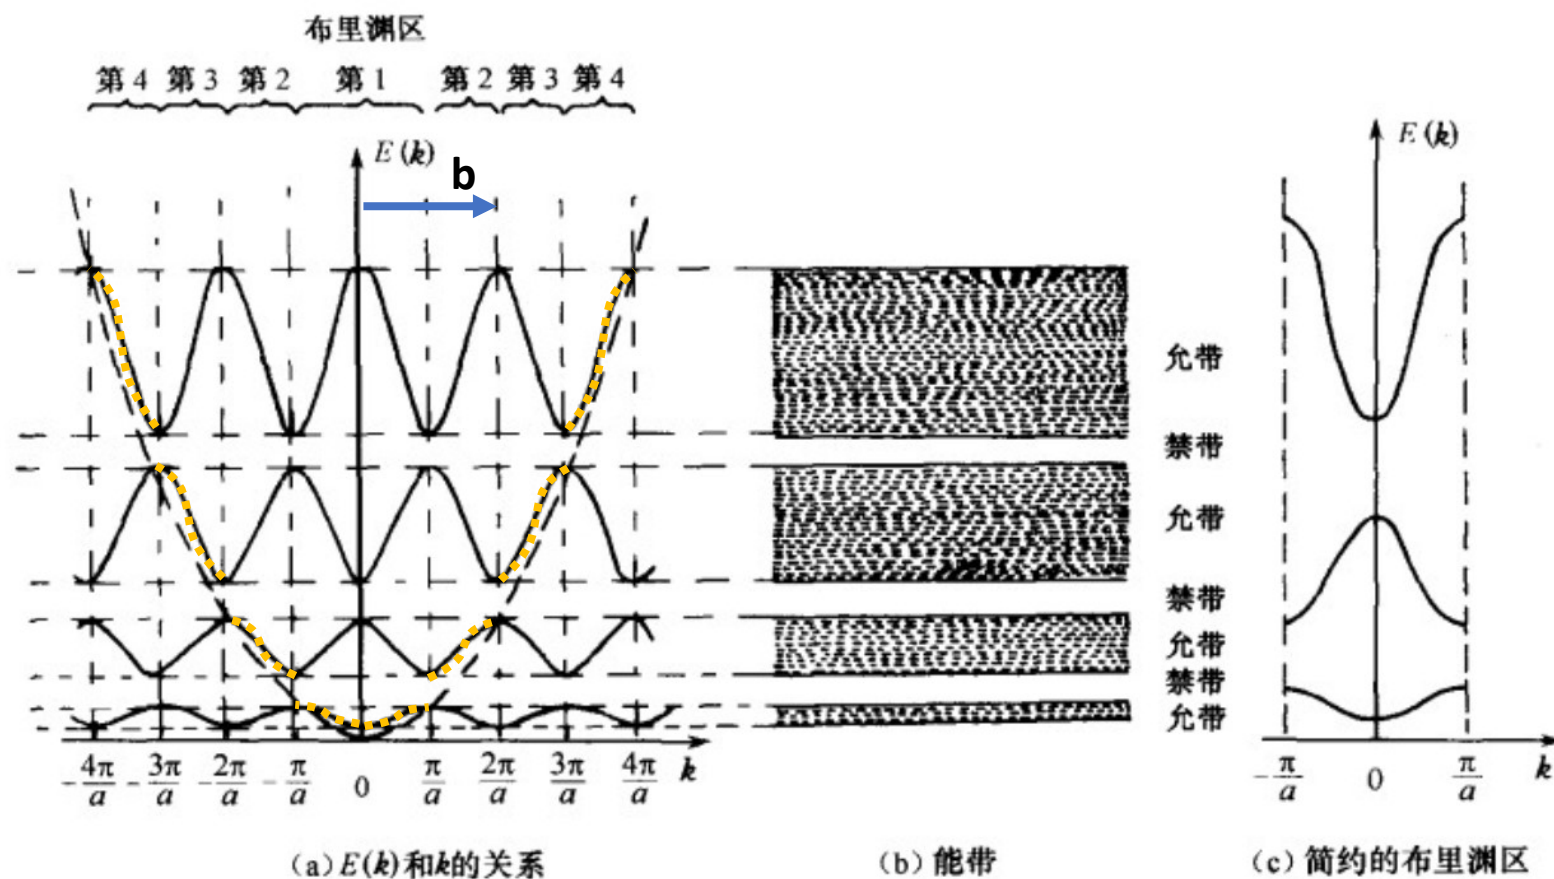 布里渊区
第4 第3 第2 第1 第2 第3 第4
E(k)
b
E(k)
允带
禁带
允带
禁带
允带
禁带
允带
-4π/a -3π/a -2π/a -π/a 0 π/a 2π/a 3π/a 4π/a k
-π/a 0 π/a k
(a) E(k)和k的关系
(b) 能带
(c) 简约的布里渊区